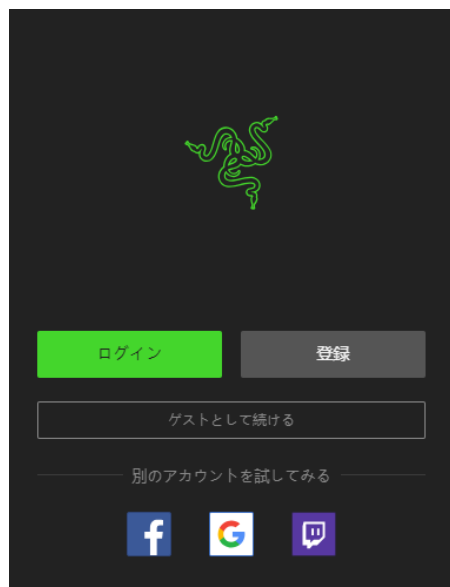 ログイン
登録
ゲストとして続ける
別のアカウントを試してみる